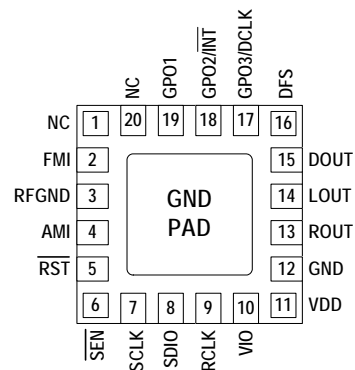 NC
GPO1
GPO2/INT
GPO3/DCLK
DFS
NC 1 20 19 18 17 16
FMI 2 15 DOUT
RFGND 3 GND 14 LOUT
AMI 4 PAD 13 ROUT
RST 5 12 GND
6 7 8 9 10 11 VDD
SEN
SCLK
SDIO
RCLK
VIO